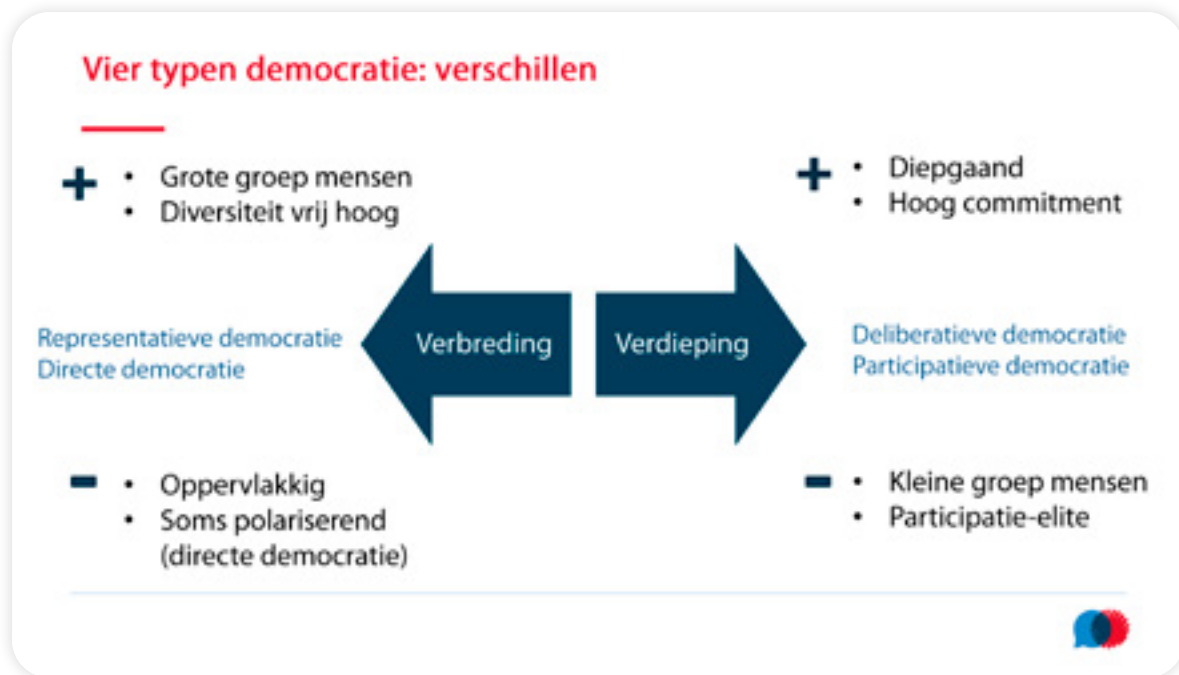 Vier typen democratie: verschillen
+
• Grote groep mensen
• Diversiteit vrij hoog
+
• Diepgaand
• Hoog commitment
Representatieve democratie
Directe democratie
Verbreding
Verdieping
Deliberatieve democratie
Participatieve democratie
-
• Oppervlakkig
• Soms polariserend
(directe democratie)
-
• Kleine groep mensen
• Participatie-elite